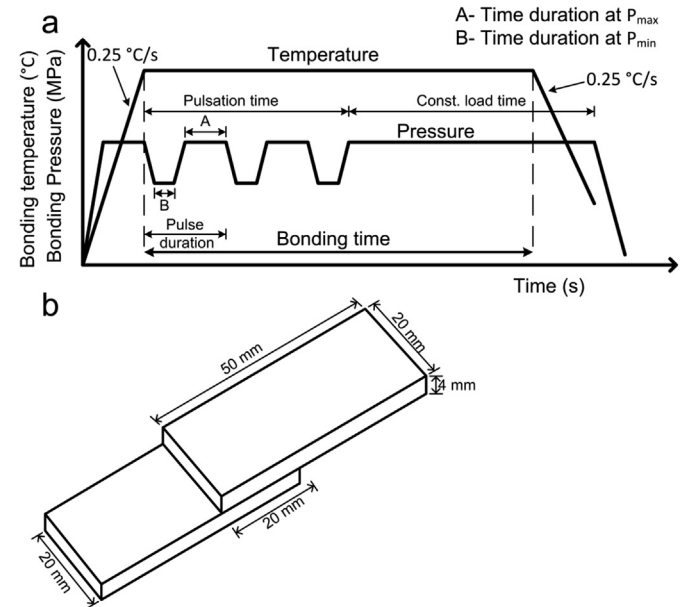 a
A- Time duration at Pmax
B- Time duration at Pmin
0.25 °C/s
Temperature
0.25 °C/s
Pulsation time
Const. load time
A
Pressure
B
Pulse
duration
Bonding time
Bonding temperature (°C)
Bonding Pressure (MPa)
Time (s)
b
50 mm
20 mm
4 mm
20 mm
20 mm